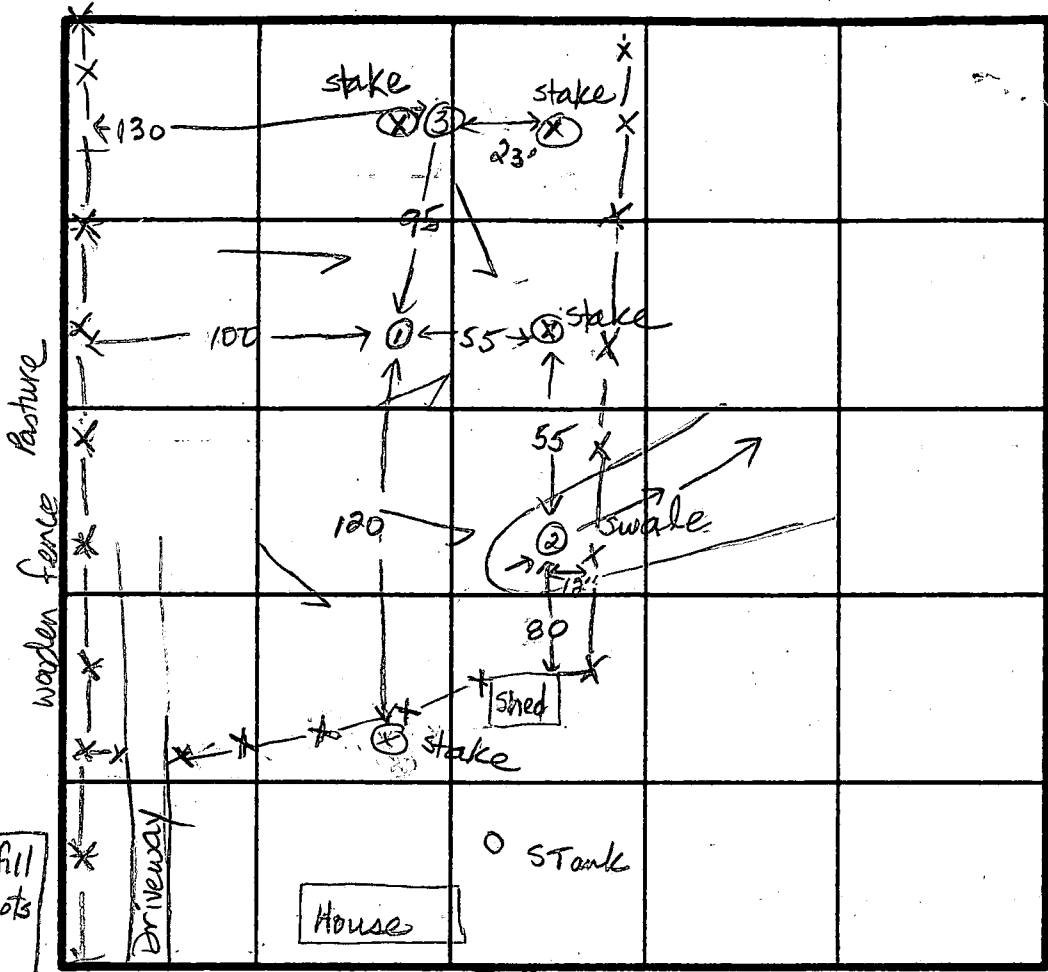 stake
stake
130
3
23'
95
100
1
55
stake
Pasture
wooden fence
55
120
2
swale
12"
80
Shed
stake
Driveway
STank
House
fill